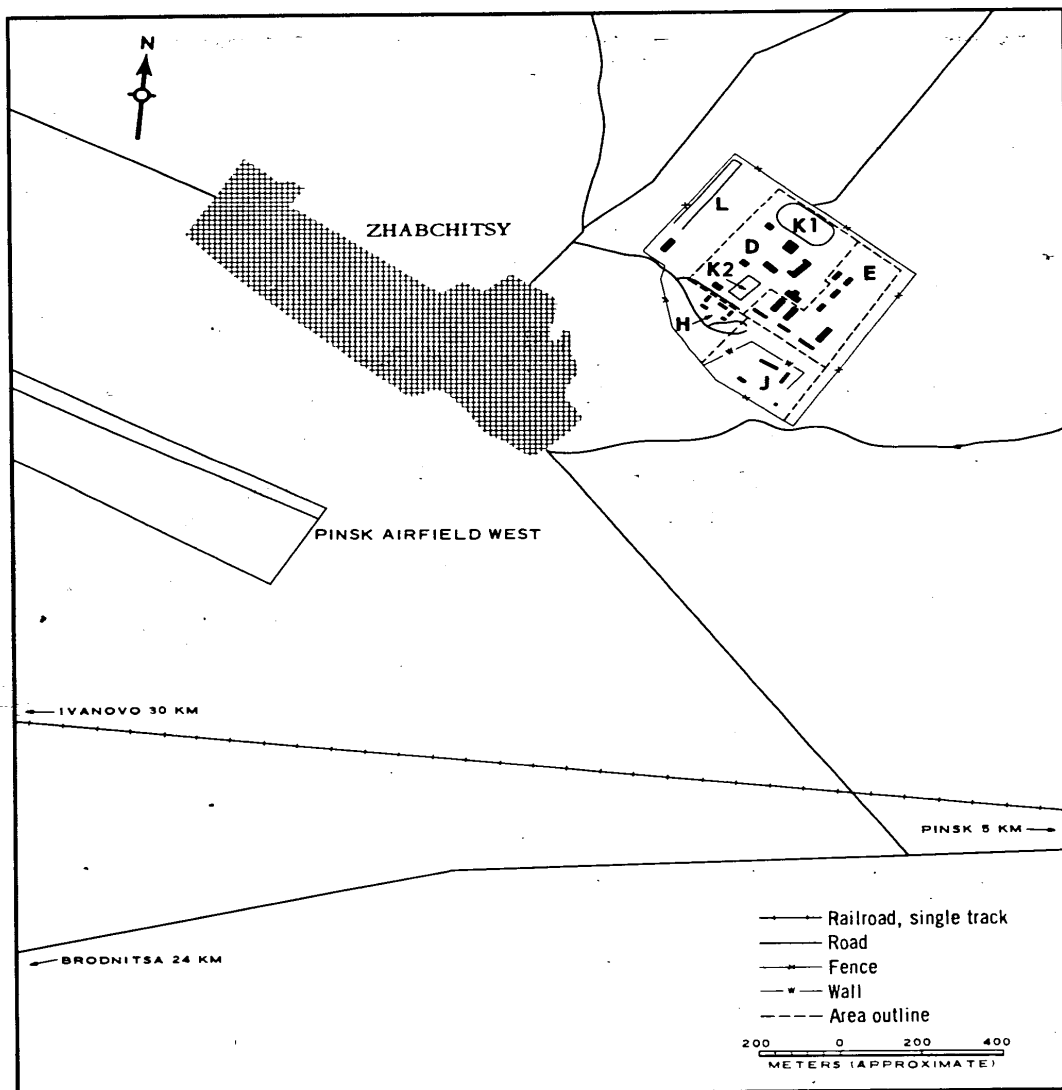 N
ZHABCHITSY
L
K1
D
E
K2
H
J
PINSK AIRFIELD WEST
IVANOVO 30 KM
PINSK 5 KM
BRODNITSA 24 KM
Railroad, single track
Road
Fence
Wall
Area outline
200 0 200 400
METERS (APPROXIMATE)